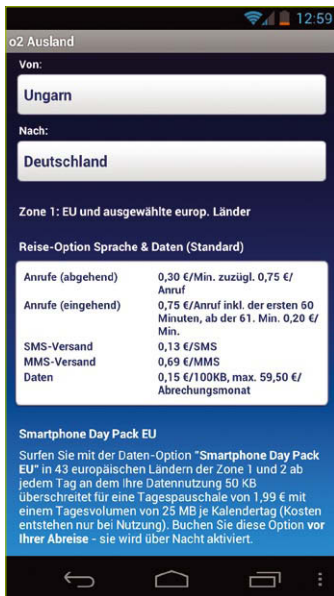 12:59
o2 Ausland
Von:
Ungarn
Nach:
Deutschland
Zone 1: EU und ausgewählte europ. Länder
Reise-Option Sprache & Daten (Standard)
Anrufe (abgehend) 0,30 €/Min. zuzügl. 0,75 €/
Anruf
Anrufe (eingehend) 0,75 €/Anruf inkl. der ersten 60
Minuten, ab der 61. Min. 0,20 €/
Min.
SMS-Versand 0,13 €/SMS
MMS-Versand 0,69 €/MMS
Daten 0,15 €/100KB, max. 59,50 €/
Abrechungsmonat
Smartphone Day Pack EU
Surfen Sie mit der Daten-Option "Smartphone Day Pack
EU" in 43 europäischen Ländern der Zone 1 und 2 ab
jedem Tag an dem Ihre Datennutzung 50 KB
überschreitet für eine Tagespauschale von 1,99 € mit
einem Tagesvolumen von 25 MB je Kalendertag (Kosten
entstehen nur bei Nutzung). Buchen Sie diese Option vor
Ihrer Abreise - sie wird über Nacht aktiviert.